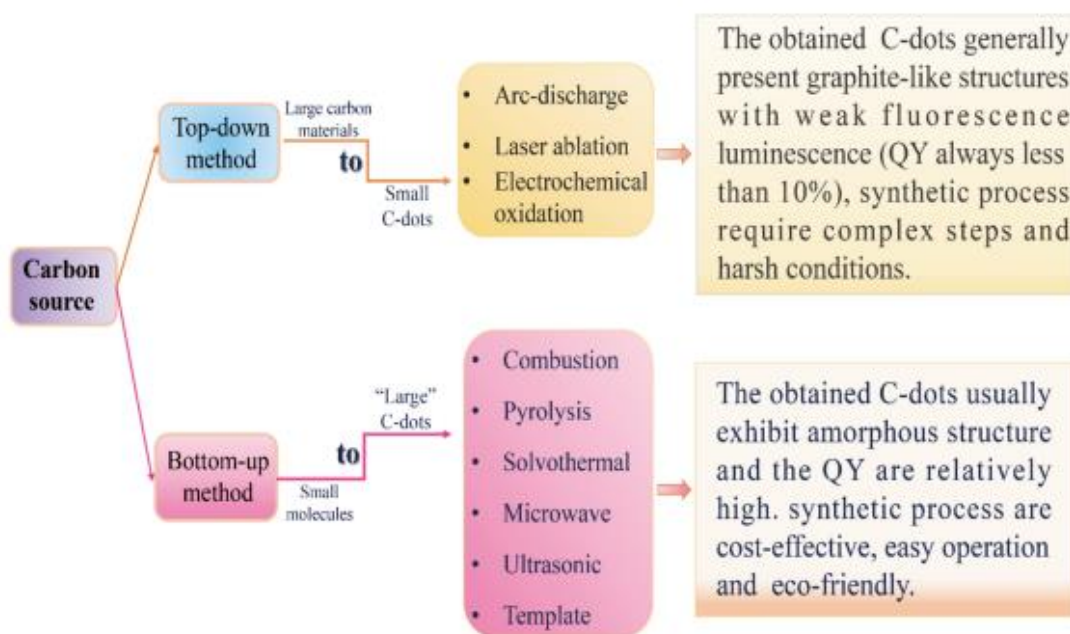 Carbon
source
Top-down
method
Large carbon
materials
to
Small
C-dots
• Arc-discharge
• Laser ablation
• Electrochemical
oxidation
The obtained C-dots generally
present graphite-like structures
with weak fluorescence
luminescence (QY always less
than 10%), synthetic process
require complex steps and
harsh conditions.
Bottom-up
method
Small
molecules
to
“Large”
C-dots
• Combustion
• Pyrolysis
• Solvothermal
• Microwave
• Ultrasonic
• Template
The obtained C-dots usually
exhibit amorphous structure
and the QY are relatively
high. synthetic process are
cost-effective, easy operation
and eco-friendly.